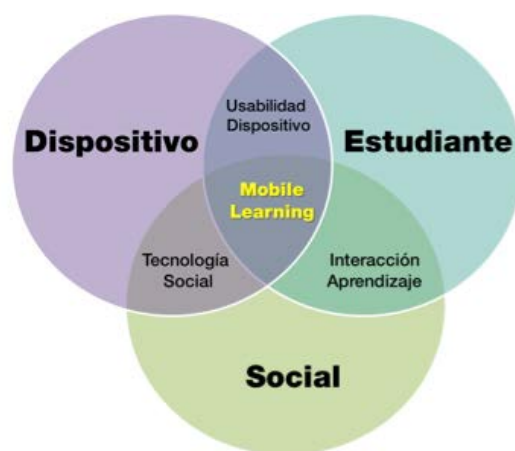 Usabilidad
Dispositivo
Dispositivo
Estudiante
Mobile
Learning
Tecnología
Social
Interacción
Aprendizaje
Social